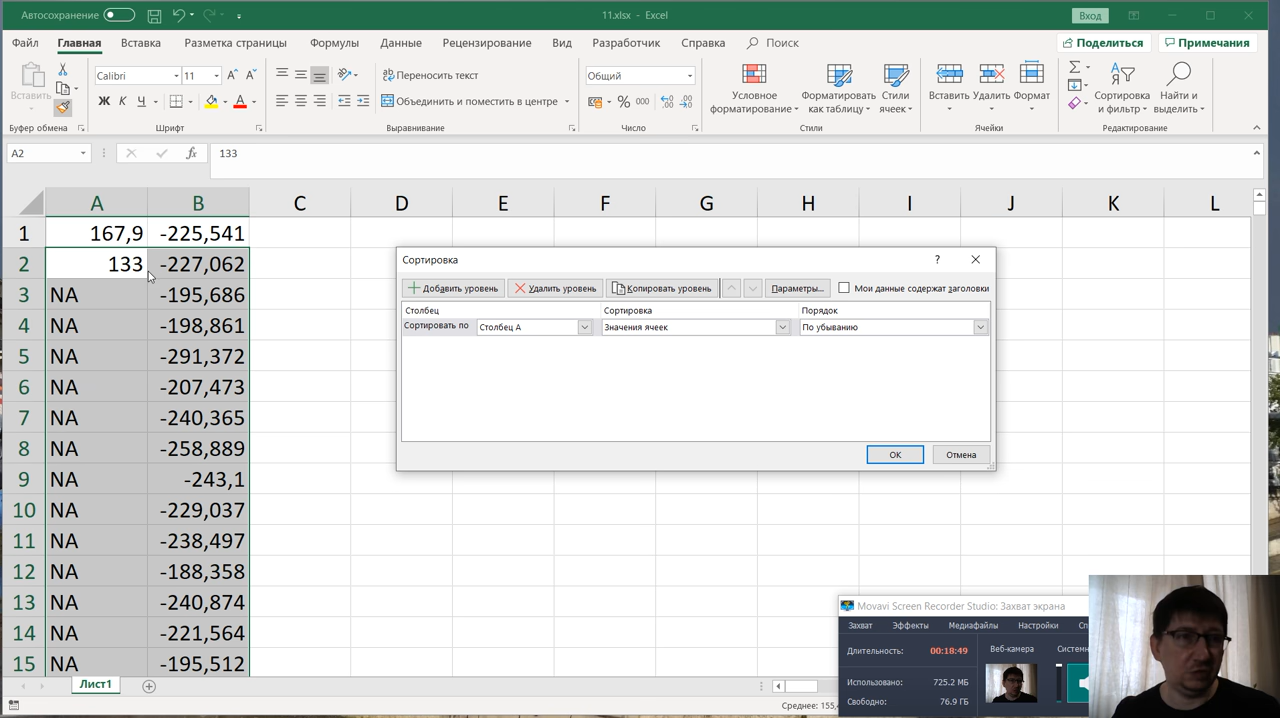 Автосохранение
11.xlsx - Excel
Вход
Файл Главная Вставка Разметка страницы Формулы Данные Рецензирование Вид Разработчик Справка Поиск Поделиться Примечания
Вставить
Calibri 11
Ж К Ч
Переносить текст
Объединить и поместить в центре
Общий
% 000
Условное форматирование
Форматировать как таблицу
Стили ячеек
Вставить Удалить Формат
Сортировка и фильтр
Найти и выделить
Буфер обмена Шрифт Выравнивание Число Стили Ячейки Редактирование
A2 fx 133
A B C D E F G H I J K L
1 167,9 -225,541
2 133 -227,062
3 NA -195,686
4 NA -198,861
5 NA -291,372
6 NA -207,473
7 NA -240,365
8 NA -258,889
9 NA -243,1
10 NA -229,037
11 NA -238,497
12 NA -188,358
13 NA -240,874
14 NA -221,564
15 NA -195,512
Сортировка ?
Добавить уровень Удалить уровень Копировать уровень Параметры... Мои данные содержат заголовки
Столбец Сортировка Порядок
Сортировать по Столбец A Значения ячеек По убыванию
ОК Отмена
Movavi Screen Recorder Studio: Захват экрана
Захват Эффекты Медиафайлы Настройки Сп
Длительность: 00:18:49
Веб-камера Системн
Использовано: 725.2 МБ
Свободно: 76.9 ГБ
Лист1
Среднее: 155,4